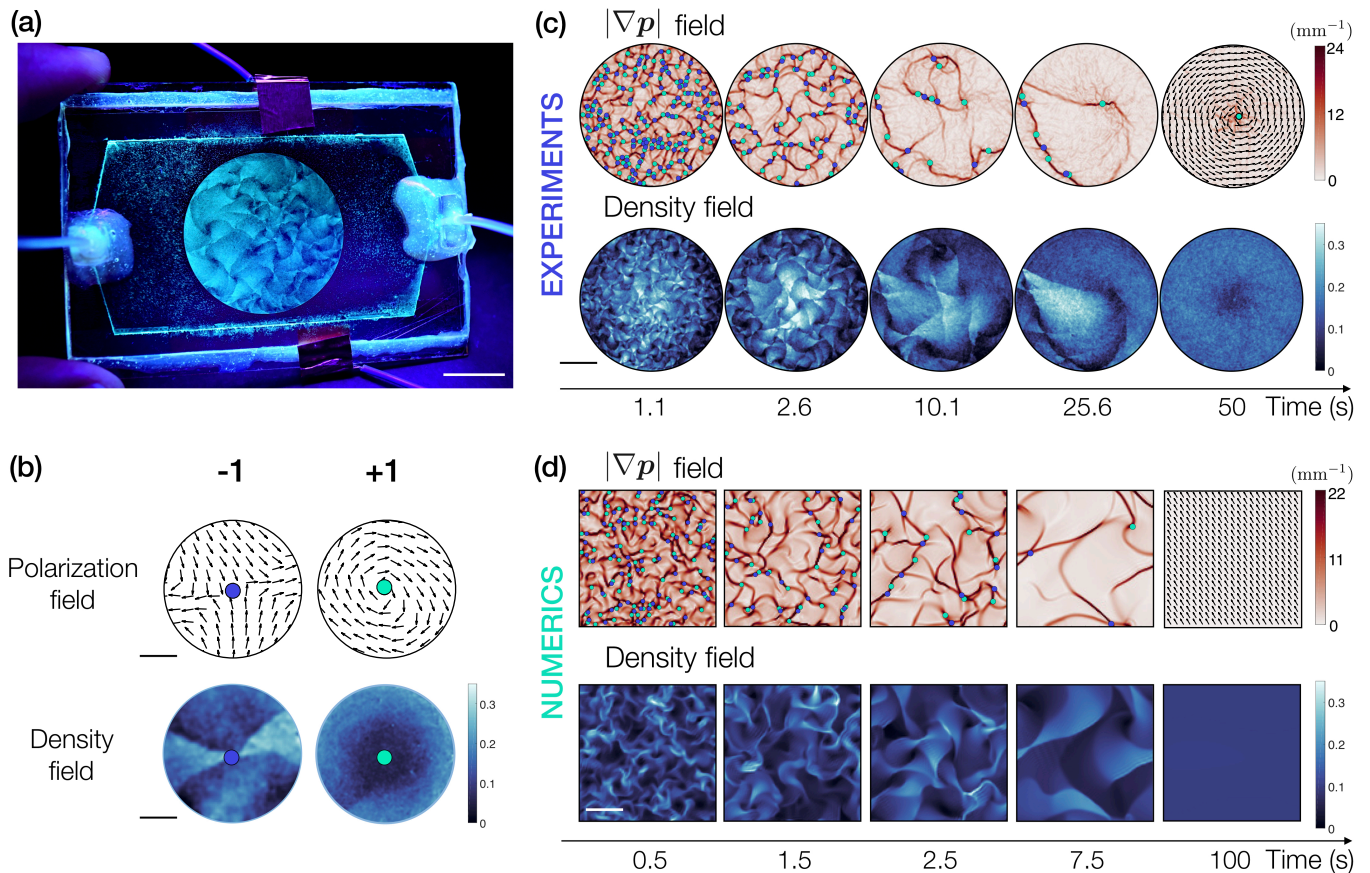 (a)
(b)
-1 +1
Polarization
field
Density
field
0.3
0.2
0.1
0
(c)
|∇p| field
(mm⁻¹)
24
12
0
EXPERIMENTS
Density field
0.3
0.2
0.1
0
1.1 2.6 10.1 25.6 50 Time (s)
(d)
|∇p| field
(mm⁻¹)
22
11
0
NUMERICS
Density field
0.3
0.2
0.1
0
0.5 1.5 2.5 7.5 100 Time (s)